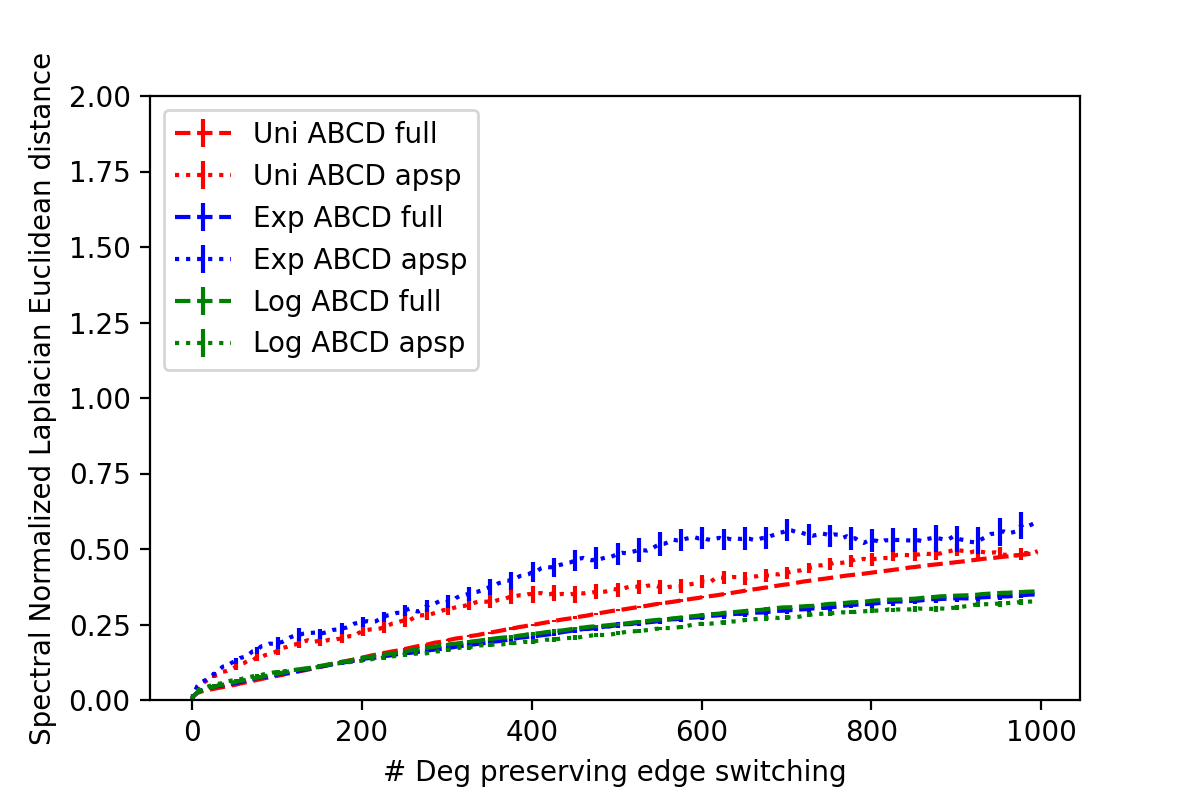 Spectral Normalized Laplacian Euclidean distance
2.00
1.75
1.50
1.25
1.00
0.75
0.50
0.25
0.00
Uni ABCD full
Uni ABCD apsp
Exp ABCD full
Exp ABCD apsp
Log ABCD full
Log ABCD apsp
0 200 400 600 800 1000
# Deg preserving edge switching